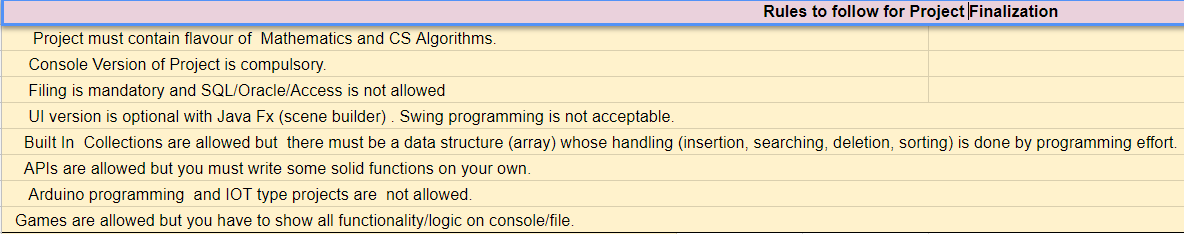 Rules to follow for Project Finalization
Project must contain flavour of Mathematics and CS Algorithms.
Console Version of Project is compulsory.
Filing is mandatory and SQL/Oracle/Access is not allowed
UI version is optional with Java Fx (scene builder) . Swing programming is not acceptable.
Built In Collections are allowed but there must be a data structure (array) whose handling (insertion, searching, deletion, sorting) is done by programming effort.
APIs are allowed but you must write some solid functions on your own.
Arduino programming and IOT type projects are not allowed.
Games are allowed but you have to show all functionality/logic on console/file.